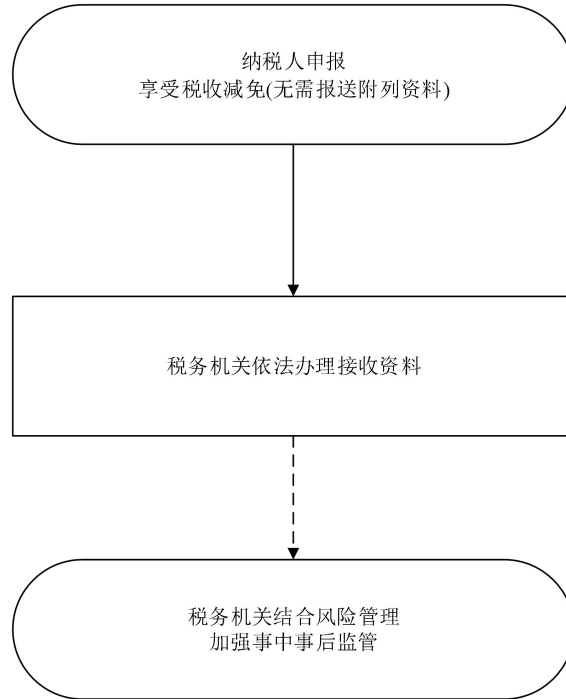 纳税人申报
享受税收减免(无需报送附列资料)
税务机关依法办理接收资料
税务机关结合风险管理
加强事中事后监管